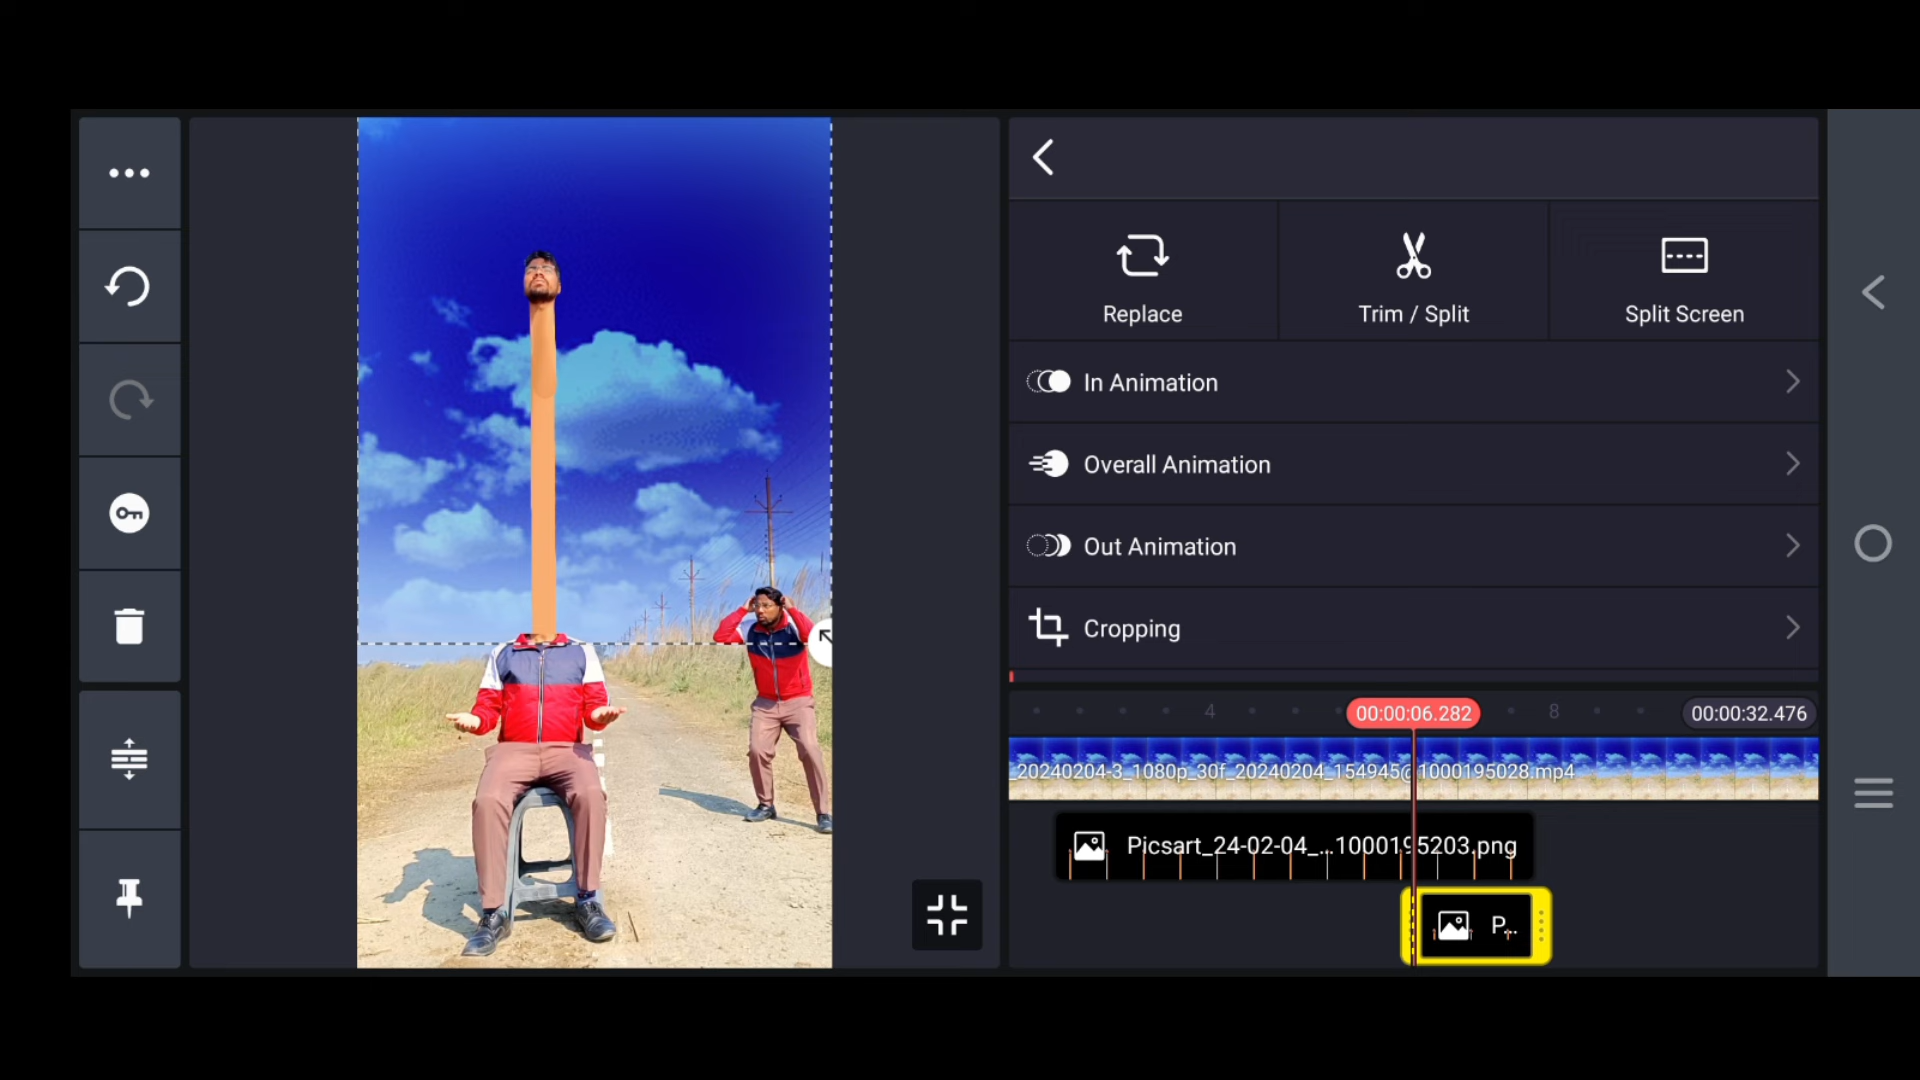 Replace
Trim / Split
Split Screen
In Animation
Overall Animation
Out Animation
Cropping
4
00:00:06.282
8
00:00:32.476
_20240204-3_1080p_30f_20240204_154945@1000195028.mp4
Picsart_24-02-04_...1000195203.png
P...